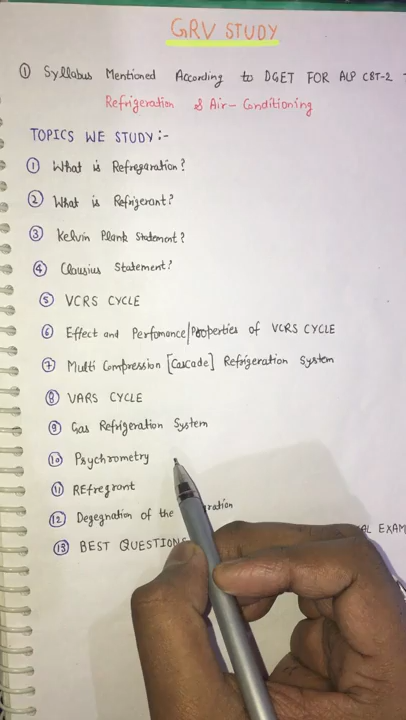 GRV STUDY
① Syllabus Mentioned According to DGET FOR ALP CBT-2
Refrigeration & Air-Conditioning
TOPICS WE STUDY:-
① What is Refregaration?
② What is Refrigerant?
③ Kelvin Plank Statement?
④ Clausius Statement?
⑤ VCRS CYCLE
⑥ Effect and Perfomance/Properties of VCRS CYCLE
⑦ Multi Compression [Cascade] Refrigeration System
⑧ VARS CYCLE
⑨ Gas Refrigeration System
⑩ Psychrometry
⑪ REfregrant
⑫ Degegnation of the
⑬ BEST QUESTIONS
EXAM